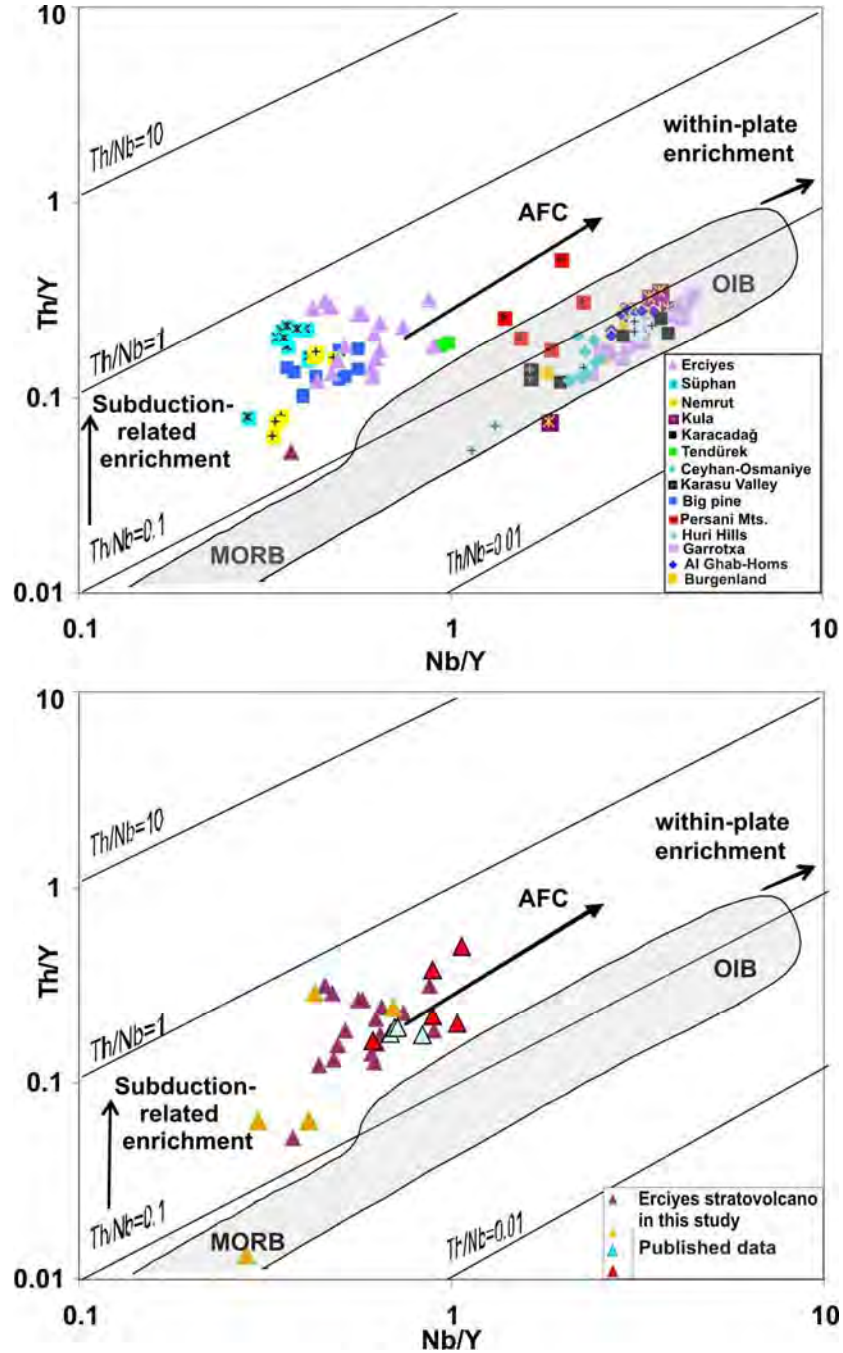 10
Th/Nb=10
within-plate
enrichment
1
AFC
OIB
Th/Y
Th/Nb=1
Erciyes
Süphan
Nemrut
Kula
Karacadağ
Tendürek
Ceyhan-Osmaniye
Karasu Valley
Big pine
Persani Mts.
Huri Hills
Garrotxa
Al Ghab-Homs
Burgenland
0.1
Subduction-
related
enrichment
Th/Nb=0.1
MORB
Th/Nb=0.01
0.01
0.1
1
10
Nb/Y
10
Th/Nb=10
within-plate
enrichment
1
AFC
OIB
Th/Y
Th/Nb=1
0.1
Subduction-
related
enrichment
Th/Nb=0.1
MORB
Th/Nb=0.01
Erciyes stratovolcano
in this study
Published data
0.01
0.1
1
10
Nb/Y